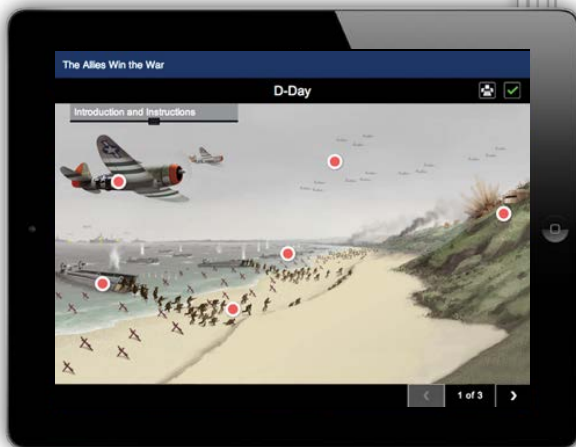 The Allies Win the War
D-Day
Introduction and Instructions
1 of 3